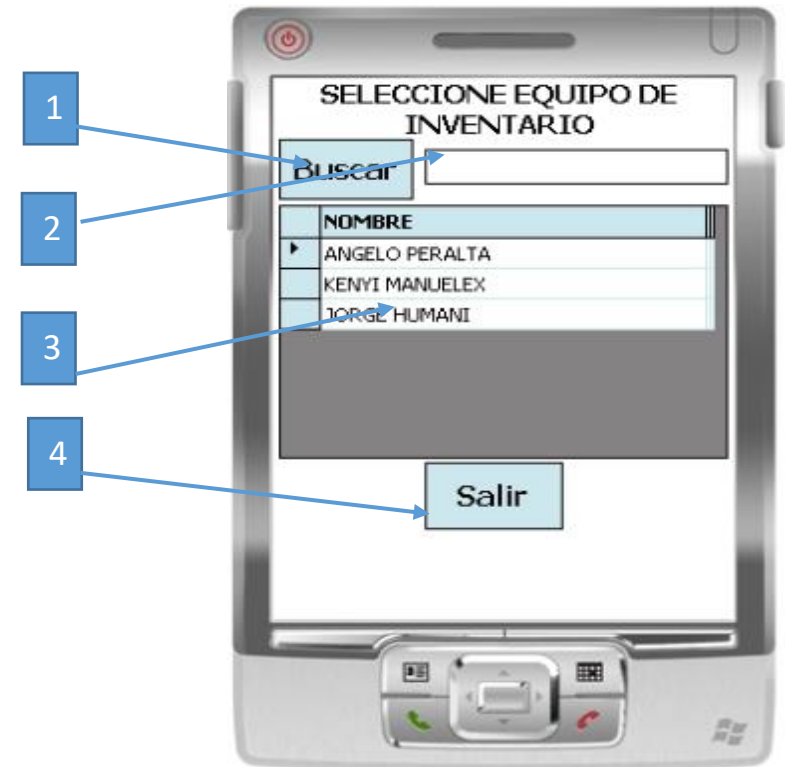 1
SELECCIONE EQUIPO DE
INVENTARIO
Buscar
2
NOMBRE
ANGELO PERALTA
KENYI MANUELEX
3
JORGE HUMANI
4
Salir